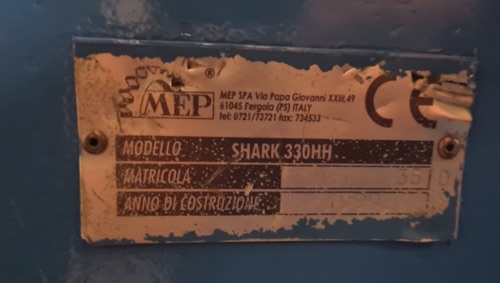 MEP®
MEP SPA Via Papa Giovanni XXIII,49
61045 Pergola (PS) ITALY
tel: 0721/73721 fax: 734533
CE
MODELLO SHARK 330HH
MATRICOLA
ANNO DI COSTRUZIONE